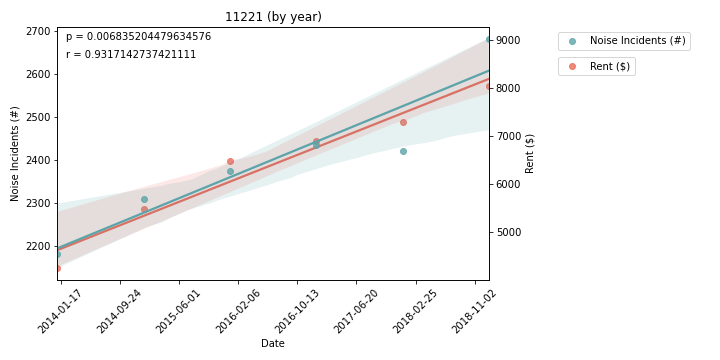 11221 (by year)
p = 0.006835204479634576
r = 0.9317142737421111
Noise Incidents (#)
2700
2600
2500
2400
2300
2200
9000
8000
7000
6000
5000
Rent ($)
2014-01-17
2014-09-24
2015-06-01
2016-02-06
2016-10-13
2017-06-20
2018-02-25
2018-11-02
Date
Noise Incidents (#)
Rent ($)